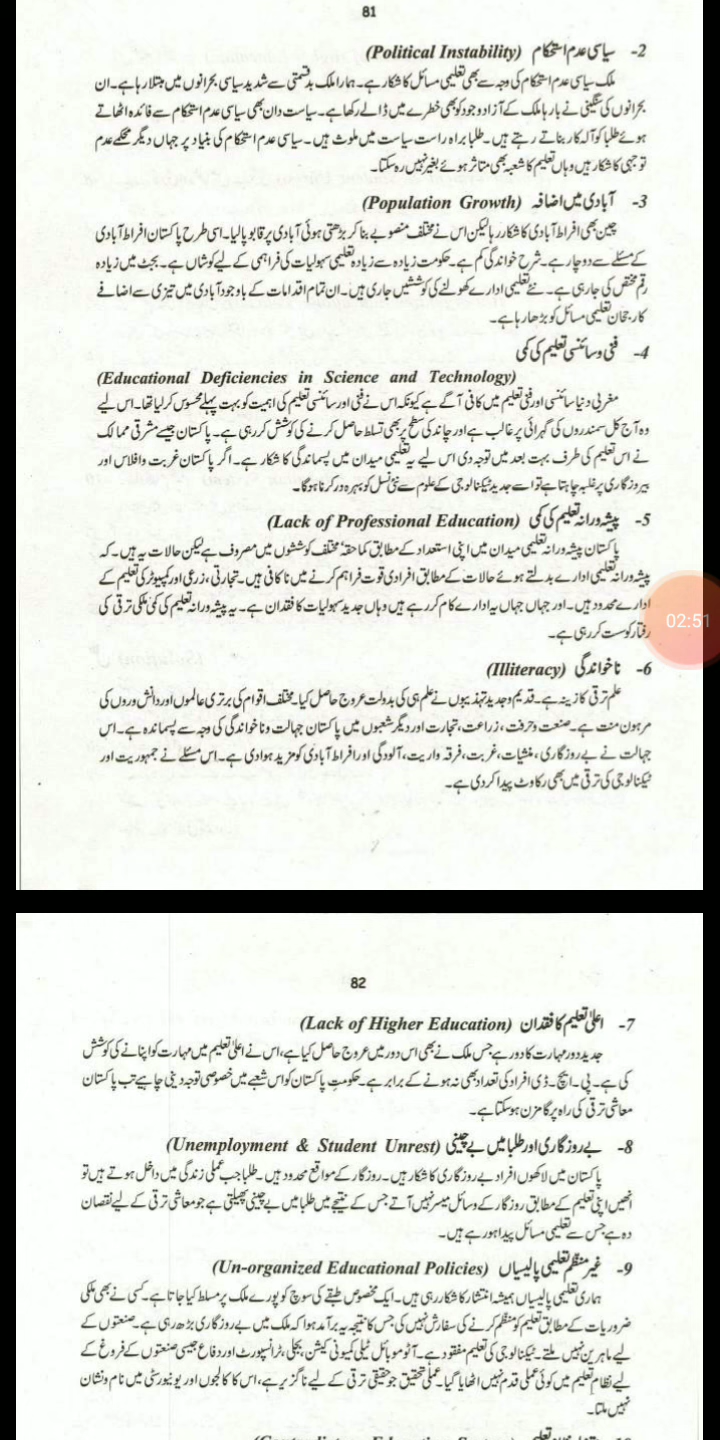 81
2- سیاسی عدم استحکام (Political Instability)
ملک سیاسی عدم استحکام کی وجہ سے بھی تعلیمی مسائل کا شکار ہے۔ ہمارا ملک بدقسمتی سے شدید سیاسی بحرانوں میں مبتلا رہا ہے۔ ان
بحرانوں کی سنگینی نے بارہا ملک کے آزاد وجود کو بھی خطرے میں ڈالے رکھا ہے۔ سیاست دان بھی سیاسی عدم استحکام سے فائدہ اٹھاتے
ہوئے طلبا کو آلہ کار بناتے رہتے ہیں۔ طلبا براہ راست سیاست میں ملوث ہیں۔ سیاسی عدم استحکام کی بنیاد پر جہاں دیگر محکمے عدم
توجہی کا شکار ہیں وہاں تعلیم کا شعبہ بھی متاثر ہوئے بغیر نہیں رہ سکتا۔
3- آبادی میں اضافہ (Population Growth)
چین بھی افراط آبادی کا شکار رہا لیکن اس نے مختلف منصوبے بنا کر بڑھتی ہوئی آبادی پر قابو پا لیا۔ اسی طرح پاکستان افراط آبادی
کے مسئلے سے دوچار ہے۔ شرح خواندگی کم ہے۔ حکومت زیادہ سے زیادہ تعلیمی سہولیات کی فراہمی کے لیے کوشاں ہے۔ بجٹ میں زیادہ
رقم مختص کی جا رہی ہے۔ نئے تعلیمی ادارے کھولنے کی کوششیں جاری ہیں۔ ان تمام اقدامات کے باوجود آبادی میں تیزی سے اضافے
کا رجحان تعلیمی مسائل کو بڑھا رہا ہے۔
4- فنی و سائنسی تعلیم کی کمی
(Educational Deficiencies in Science and Technology)
مغربی دنیا سائنسی اور فنی تعلیم میں کافی آگے ہے کیونکہ اس نے فنی اور سائنسی تعلیم کی اہمیت کو بہت پہلے محسوس کر لیا تھا۔ اس لیے
وہ آج کل سمندروں کی گہرائی پر غالب ہے اور چاند کی سطح پر بھی تسلط حاصل کرنے کی کوشش کر رہی ہے۔ پاکستان جیسے مشرقی ممالک
نے اس تعلیم کی طرف بہت بعد میں توجہ دی اس لیے یہ تعلیمی میدان میں پسماندگی کا شکار ہے۔ اگر پاکستان غربت و افلاس اور
بیروزگاری پر غلبہ چاہتا ہے تو اسے جدید ٹیکنالوجی کے علوم سے نئی نسل کو بہرہ ور کرنا ہوگا۔
5- پیشہ ورانہ تعلیم کی کمی (Lack of Professional Education)
پاکستان پیشہ ورانہ تعلیمی میدان میں اپنی استعداد کے مطابق کما حقہٗ مختلف کوششوں میں مصروف ہے لیکن حالات یہ ہیں۔ کہ
پیشہ ورانہ تعلیمی ادارے بدلتے ہوئے حالات کے مطابق افرادی قوت فراہم کرنے میں ناکافی ہیں۔ تجارتی، زرعی اور کمپیوٹر کی تعلیم کے
ادارے محدود ہیں۔ اور جہاں جہاں یہ ادارے کام کر رہے ہیں وہاں جدید سہولیات کا فقدان ہے۔ یہ پیشہ ورانہ تعلیم کی کمی ملکی ترقی کی
رفتار کو ست کر رہی ہے۔
02:51
6- ناخواندگی (Illiteracy)
علم ترقی کا زینہ ہے۔ قدیم و جدید تہذیبوں نے علم ہی کی بدولت عروج حاصل کیا۔ مختلف اقوام کی برتری عالموں اور دانش وروں کی
مرہون منت ہے۔ صنعت و حرفت، زراعت، تجارت اور دیگر شعبوں میں پاکستان جہالت و ناخواندگی کی وجہ سے پسماندہ ہے۔ اس
جہالت نے بے روزگاری، منشیات، غربت، فرقہ واریت، آلودگی اور افراط آبادی کو مزید ہوا دی ہے۔ اس مسئلے نے جمہوریت اور
ٹیکنالوجی کی ترقی میں بھی رکاوٹ پیدا کر دی ہے۔
82
7- اعلیٰ تعلیم کا فقدان (Lack of Higher Education)
جدید دور مہارت کا دور ہے جس ملک نے بھی اس دور میں عروج حاصل کیا ہے، اس نے اعلیٰ تعلیم میں مہارت کو اپنانے کی کوشش
کی ہے۔ پی۔ ایچ۔ ڈی افراد کی تعداد بھی نہ ہونے کے برابر ہے۔ حکومتِ پاکستان کو اس شعبے میں خصوصی توجہ دینی چاہیے تب پاکستان
معاشی ترقی کی راہ پر گامزن ہو سکتا ہے۔
8- بے روزگاری اور طلبا میں بے چینی (Unemployment & Student Unrest)
پاکستان میں لاکھوں افراد بے روزگاری کا شکار ہیں۔ روزگار کے مواقع محدود ہیں۔ طلبا جب عملی زندگی میں داخل ہوتے ہیں تو
انھیں اپنی تعلیم کے مطابق روزگار کے وسائل میسر نہیں آتے جس کے نتیجے میں طلبا میں بے چینی پھیلتی ہے جو معاشی ترقی کے لیے نقصان
دہ ہے جس سے تعلیمی مسائل پیدا ہو رہے ہیں۔
9- غیر منظم تعلیمی پالیسیاں (Un-organized Educational Policies)
ہماری تعلیمی پالیسیاں ہمیشہ انتشار کا شکار رہی ہیں۔ ایک مخصوص طبقے کی سوچ کو پورے ملک پر مسلط کیا جاتا ہے۔ کسی نے بھی ملکی
ضروریات کے مطابق تعلیم کو منظم کرنے کی سفارش نہیں کی جس کا نتیجہ یہ برآمد ہوا کہ ملک میں بے روزگاری بڑھ رہی ہے۔ صنعتوں کے
لیے ماہرین نہیں ملتے۔ ٹیکنالوجی کی تعلیم مفقود ہے۔ آٹو موبائل ٹیلی کمیونی کیشن، بجلی، ٹرانسپورٹ اور دفاع جیسی صنعتوں کے فروغ کے
لیے نظام تعلیم میں کوئی عملی قدم نہیں اٹھایا گیا۔ عملی تحقیق جو حقیقی ترقی کے لیے ناگزیر ہے، اس کا کالجوں اور یونیورسٹی میں نام و نشان
نہیں ملتا۔